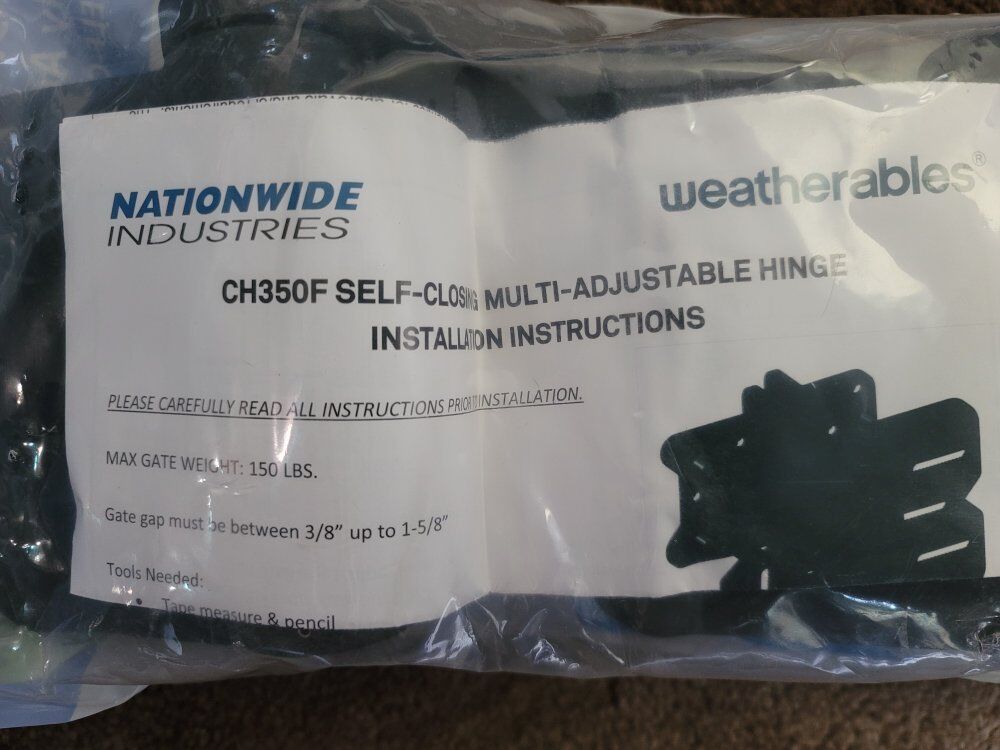 NATIONWIDE
INDUSTRIES
weatherables®
CH350F SELF-CLOSING MULTI-ADJUSTABLE HINGE
INSTALLATION INSTRUCTIONS
PLEASE CAREFULLY READ ALL INSTRUCTIONS PRIOR TO INSTALLATION.
MAX GATE WEIGHT: 150 LBS.
Gate gap must be between 3/8" up to 1-5/8"
Tools Needed:
• Tape measure & pencil